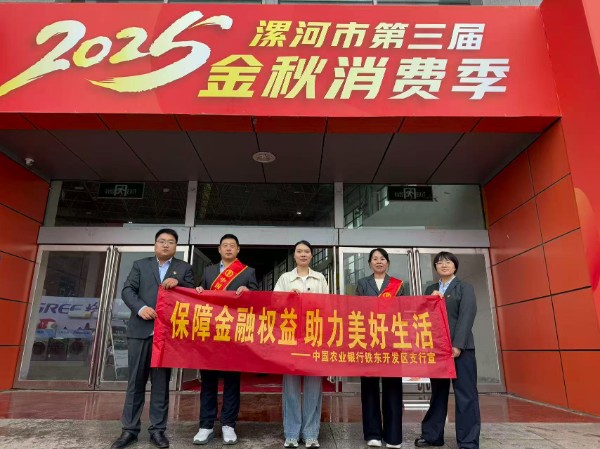 2025
漯河市第三届
金秋消费季
GREE
保障金融权益 助力美好生活
——中国农业银行铁东开发区支行宣